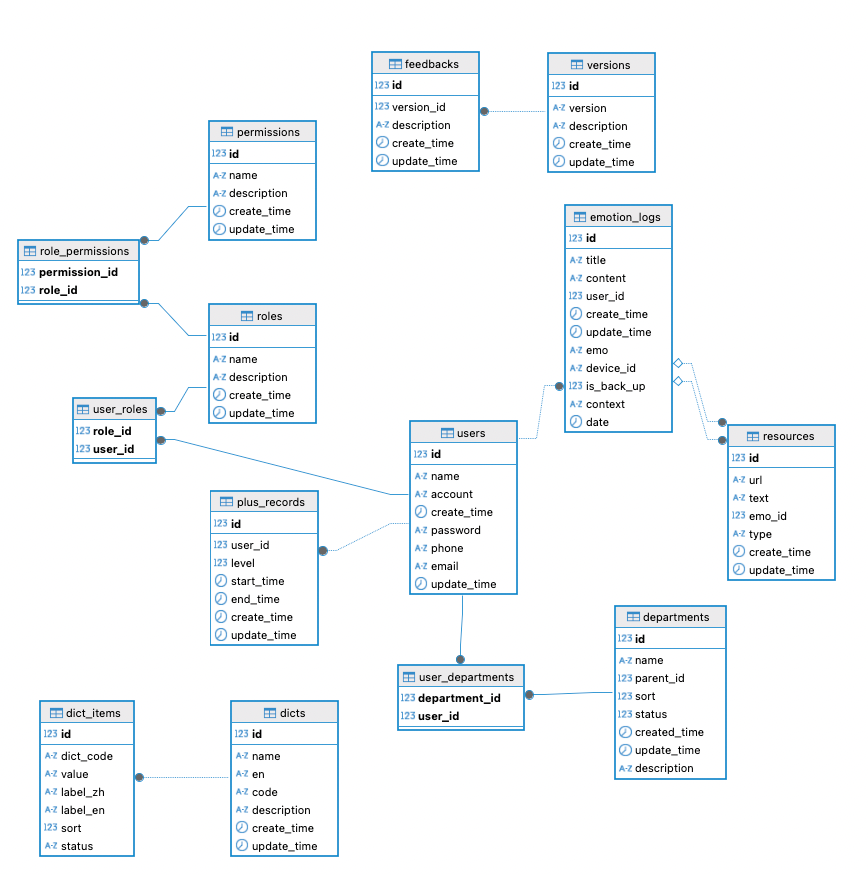 feedbacks
123 id
123 version_id
A-Z description
create_time
update_time
versions
123 id
A-Z version
A-Z description
create_time
update_time
permissions
123 id
A-Z name
A-Z description
create_time
update_time
emotion_logs
123 id
A-Z title
A-Z content
123 user_id
create_time
update_time
A-Z emo
A-Z device_id
123 is_back_up
A-Z context
date
role_permissions
123 permission_id
123 role_id
roles
123 id
A-Z name
A-Z description
create_time
update_time
user_roles
123 role_id
123 user_id
users
123 id
A-Z name
A-Z account
create_time
A-Z password
A-Z phone
A-Z email
update_time
resources
123 id
A-Z url
A-Z text
123 emo_id
A-Z type
create_time
update_time
plus_records
123 id
123 user_id
123 level
start_time
end_time
create_time
update_time
departments
123 id
A-Z name
123 parent_id
123 sort
123 status
created_time
update_time
A-Z description
user_departments
123 department_id
123 user_id
dict_items
123 id
A-Z dict_code
A-Z value
A-Z label_zh
A-Z label_en
123 sort
A-Z status
dicts
123 id
A-Z name
A-Z en
A-Z code
A-Z description
create_time
update_time